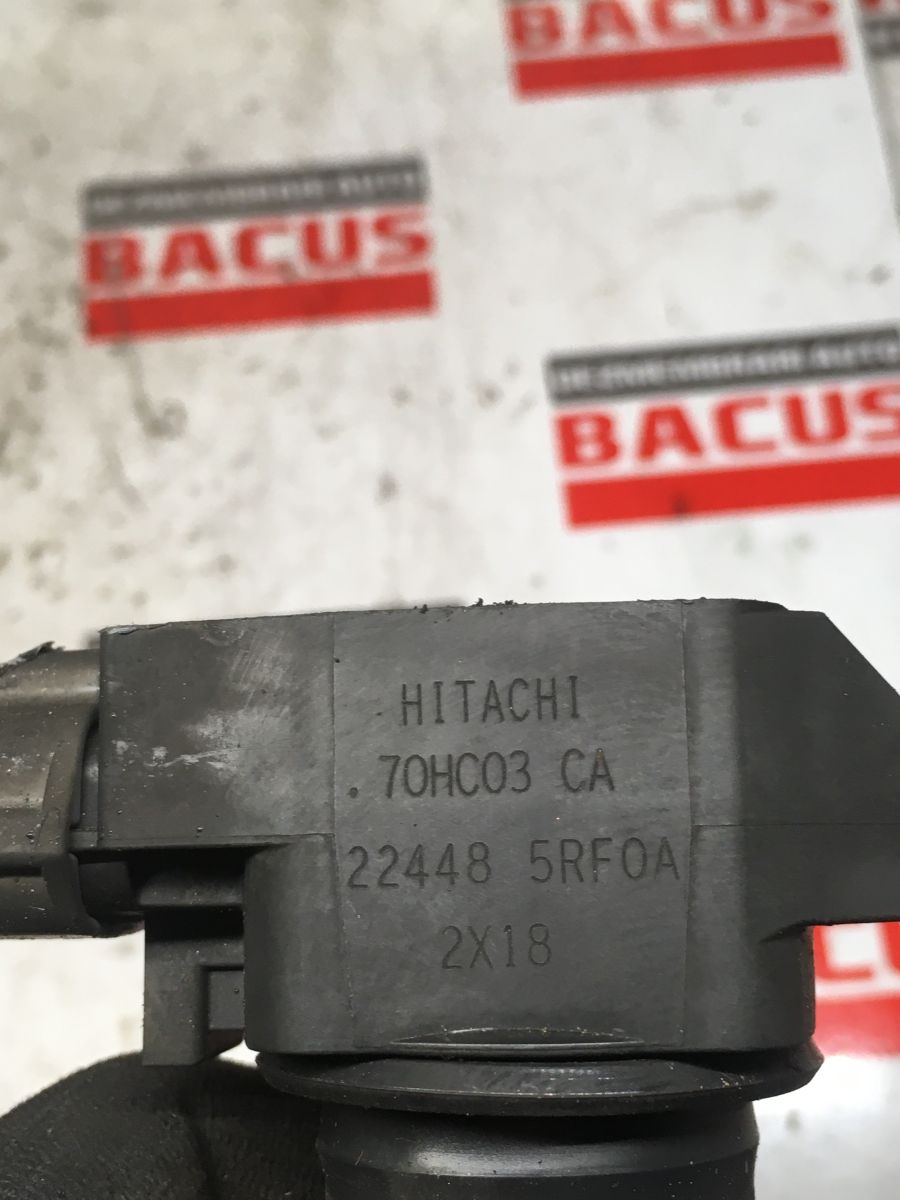 BACUS
BACUS
BACUS
HITACHI
70HC03 CA
22448 5RF0A
2X18